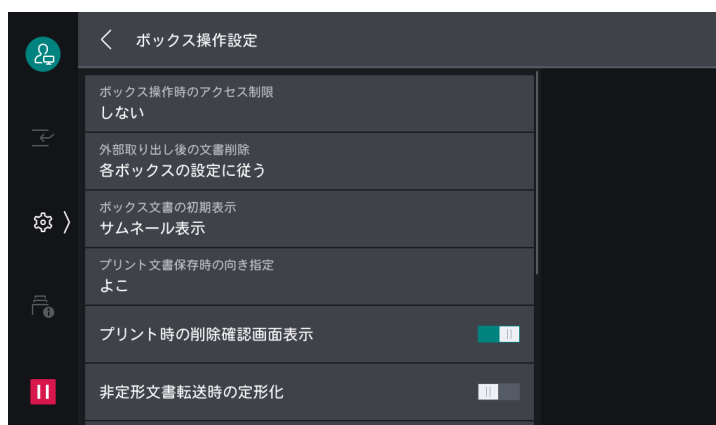 ボックス操作設定
ボックス操作時のアクセス制限
しない
外部取り出し後の文書削除
各ボックスの設定に従う
ボックス文書の初期表示
サムネール表示
プリント文書保存時の向き指定
よこ
プリント時の削除確認画面表示
非定形文書転送時の定形化